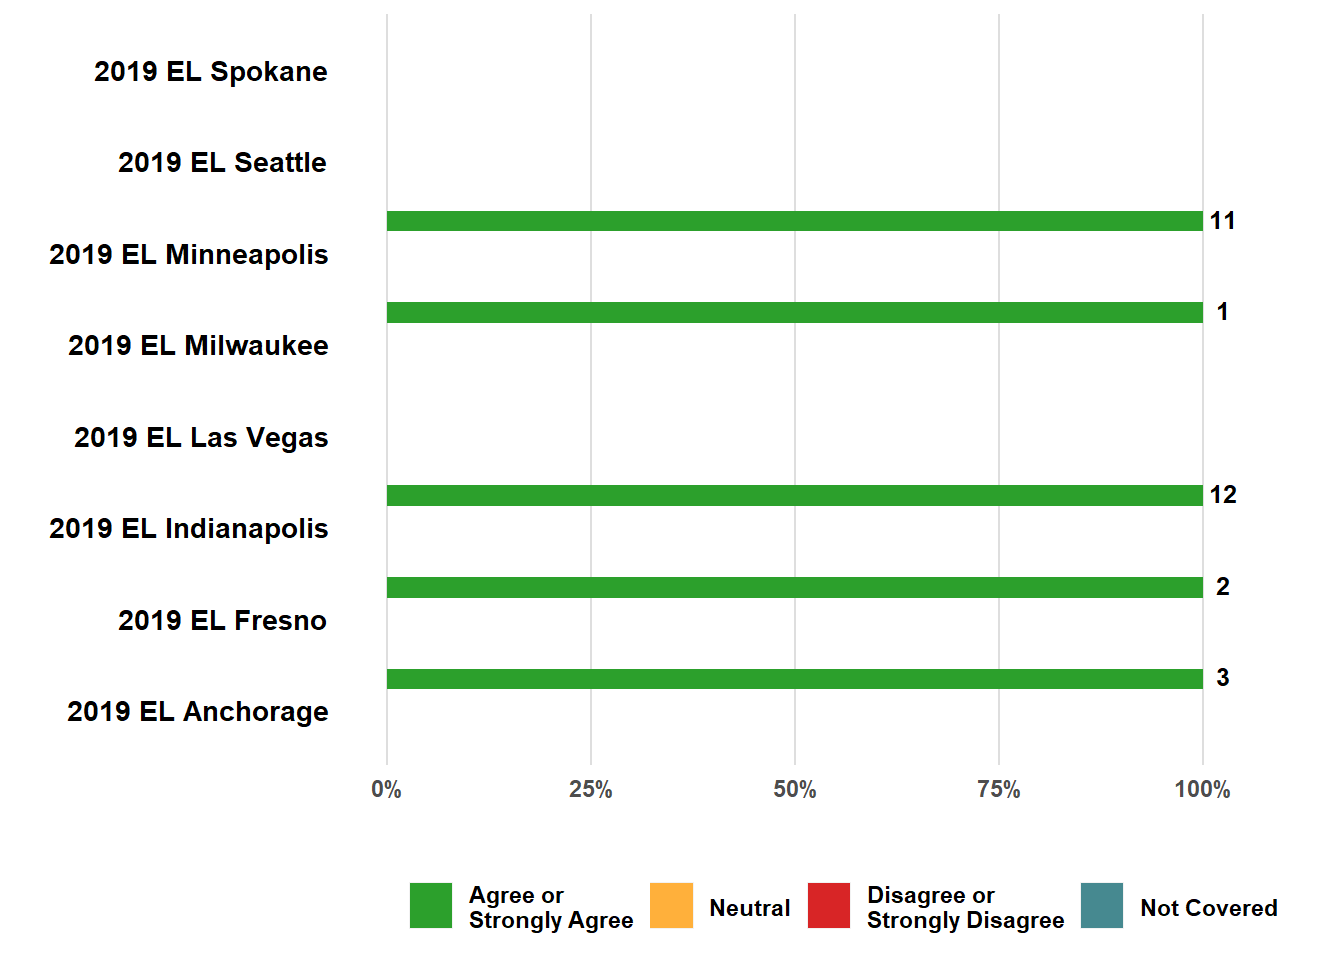 2019 EL Spokane
2019 EL Seattle
11
2019 EL Minneapolis
1
2019 EL Milwaukee
2019 EL Las Vegas
12
2019 EL Indianapolis
2
2019 EL Fresno
3
2019 EL Anchorage
0% 25% 50% 75% 100%
Agree or
Strongly Agree
Neutral
Disagree or
Strongly Disagree
Not Covered